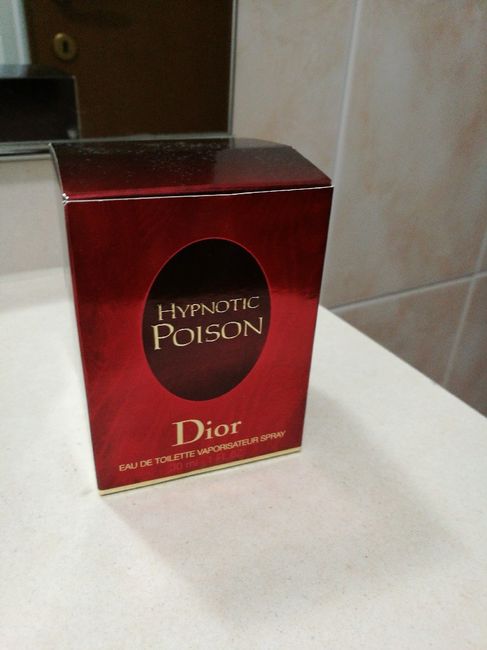 HYPNOTIC
POISON
Dior
EAU DE TOILETTE VAPORISATEUR SPRAY
30 ml